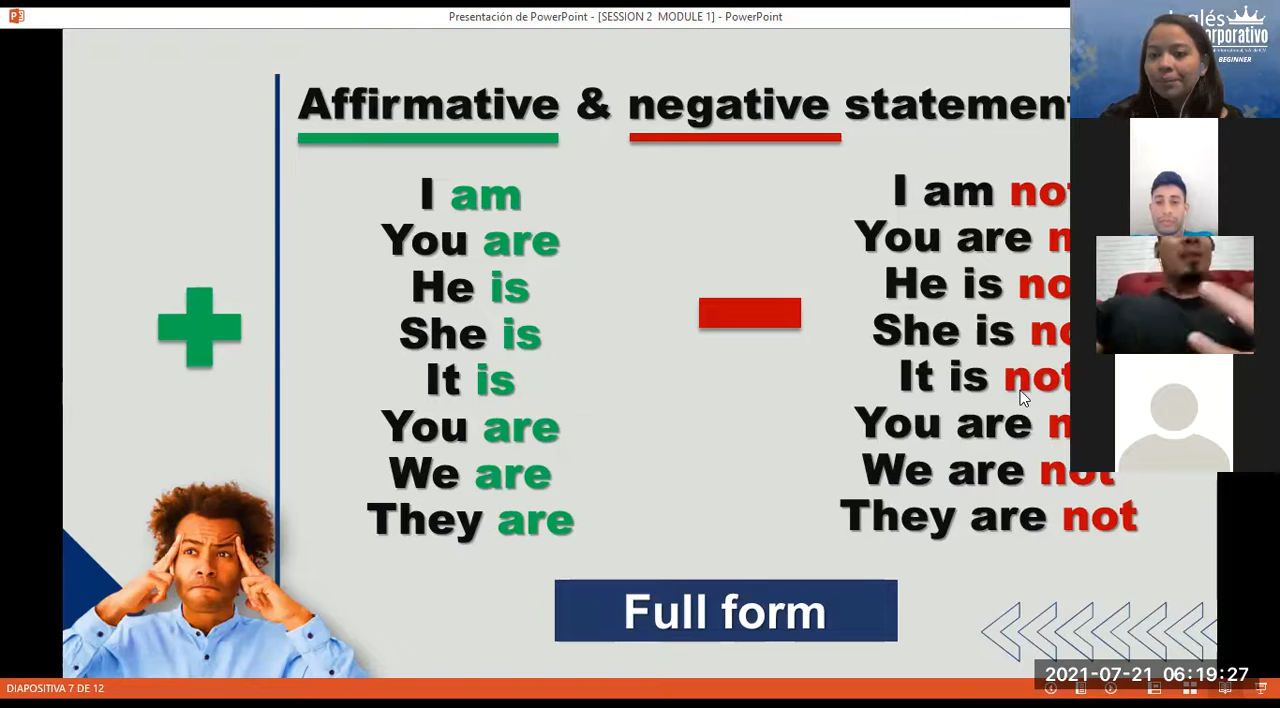 Presentación de PowerPoint - [SESSION 2 MODULE 1] - PowerPoint
BEGINNER
Affirmative & negative
I am
You are
He is
She is
It is
You are
We are
They are
I am not
You are
He is
She is
It is not
You are
We are not
They are not
Full form
2021-07-21 06:19:27
DIAPOSITIVA 7 DE 12